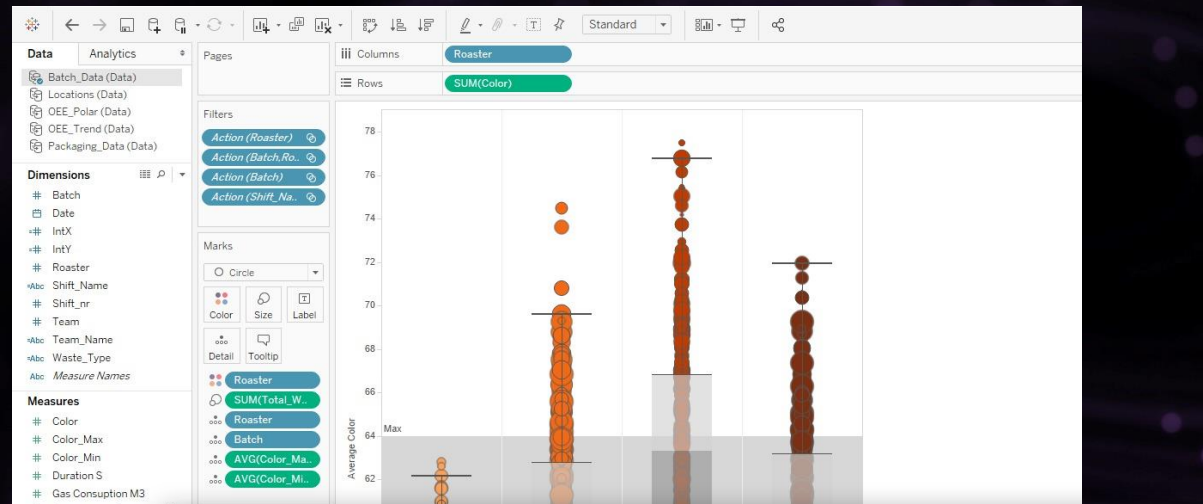 Standard
Data Analytics
Batch_Data (Data)
Locations (Data)
OEE_Polar (Data)
OEE_Trend (Data)
Packaging_Data (Data)
Dimensions
# Batch
Date
=# IntX
=# IntY
# Roaster
=Abc Shift_Name
# Shift_nr
# Team
=Abc Team_Name
=Abc Waste_Type
Abc Measure Names
Measures
# Color
# Color_Max
# Color_Min
# Duration S
# Gas Consuption M3
Pages
Filters
Action (Roaster)
Action (Batch,Ro..
Action (Batch)
Action (Shift_Na..
Marks
Circle
Color Size Label
T
Detail Tooltip
Roaster
SUM(Total_W..
Roaster
Batch
AVG(Color_Ma..
AVG(Color_Mi..
Columns Roaster
Rows SUM(Color)
78
76
74
72
70
68
66
64 Max
62
Average Color